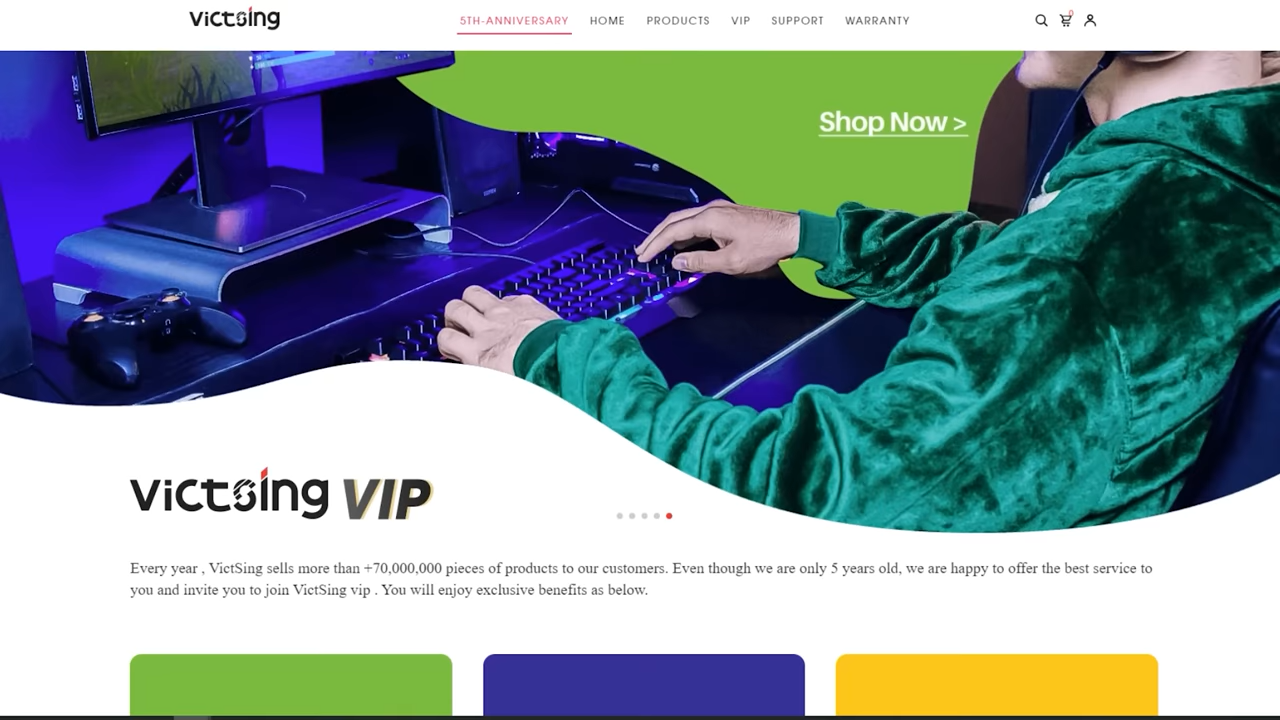 VictSing
5TH-ANNIVERSARY HOME PRODUCTS VIP SUPPORT WARRANTY
0
Shop Now >
VictSing VIP
Every year , VictSing sells more than +70,000,000 pieces of products to our customers. Even though we are only 5 years old, we are happy to offer the best service to
you and invite you to join VictSing vip . You will enjoy exclusive benefits as below.